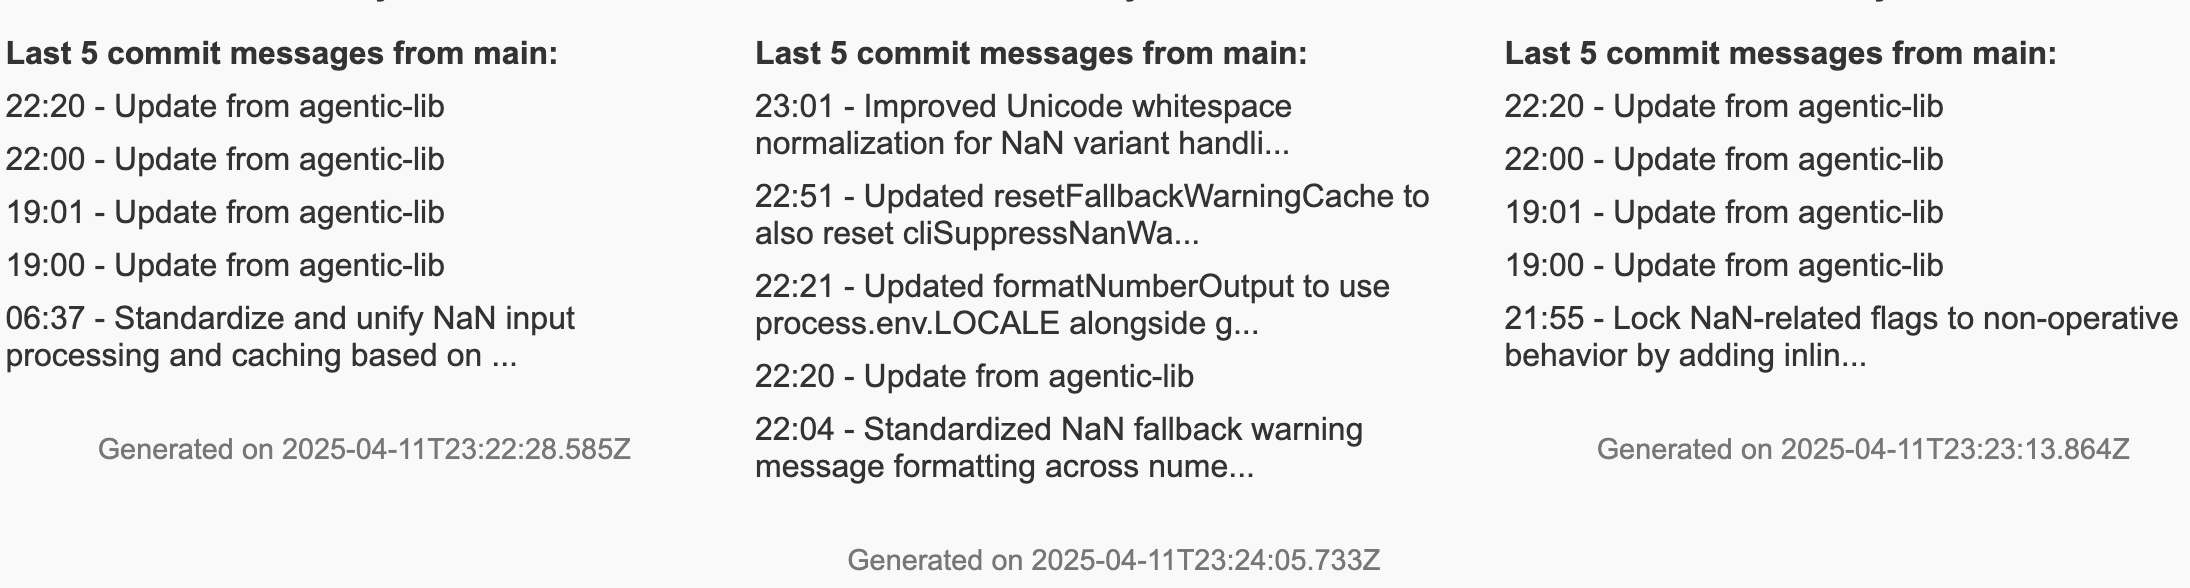 Last 5 commit messages from main:
22:20 - Update from agentic-lib
22:00 - Update from agentic-lib
19:01 - Update from agentic-lib
19:00 - Update from agentic-lib
06:37 - Standardize and unify NaN input
processing and caching based on ...
Generated on 2025-04-11T23:22:28.585Z
Last 5 commit messages from main:
23:01 - Improved Unicode whitespace
normalization for NaN variant handli...
22:51 - Updated resetFallbackWarningCache to
also reset cliSuppressNanWa...
22:21 - Updated formatNumberOutput to use
process.env.LOCALE alongside g...
22:20 - Update from agentic-lib
22:04 - Standardized NaN fallback warning
message formatting across nume...
Generated on 2025-04-11T23:24:05.733Z
Last 5 commit messages from main:
22:20 - Update from agentic-lib
22:00 - Update from agentic-lib
19:01 - Update from agentic-lib
19:00 - Update from agentic-lib
21:55 - Lock NaN-related flags to non-operative
behavior by adding inlin...
Generated on 2025-04-11T23:23:13.864Z